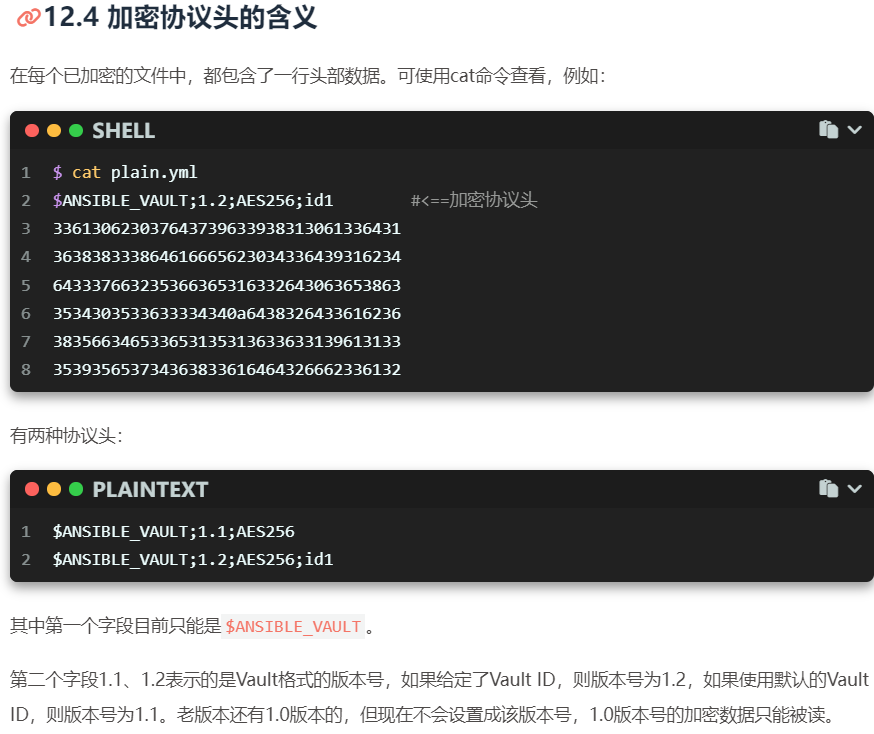 12.4 加密协议头的含义
在每个已加密的文件中，都包含了一行头部数据。可使用cat命令查看，例如：
SHELL
1 $ cat plain.yml
2 $ANSIBLE_VAULT;1.2;AES256;id1 #<==加密协议头
3 336130623037643739633938313061336431
4 363838333864616665623034336439316234
5 643337663235366365316332643063653863
6 3534303533633334340a6438326433616236
7 383566346533653135313633633139613133
8 353935653734363833616464326662336132
有两种协议头：
PLAINTEXT
1 $ANSIBLE_VAULT;1.1;AES256
2 $ANSIBLE_VAULT;1.2;AES256;id1
其中第一个字段目前只能是$ANSIBLE_VAULT。
第二个字段1.1、1.2表示的是Vault格式的版本号，如果给定了Vault ID，则版本号为1.2，如果使用默认的Vault
ID，则版本号为1.1。老版本还有1.0版本的，但现在不会设置成该版本号，1.0版本号的加密数据只能被读。